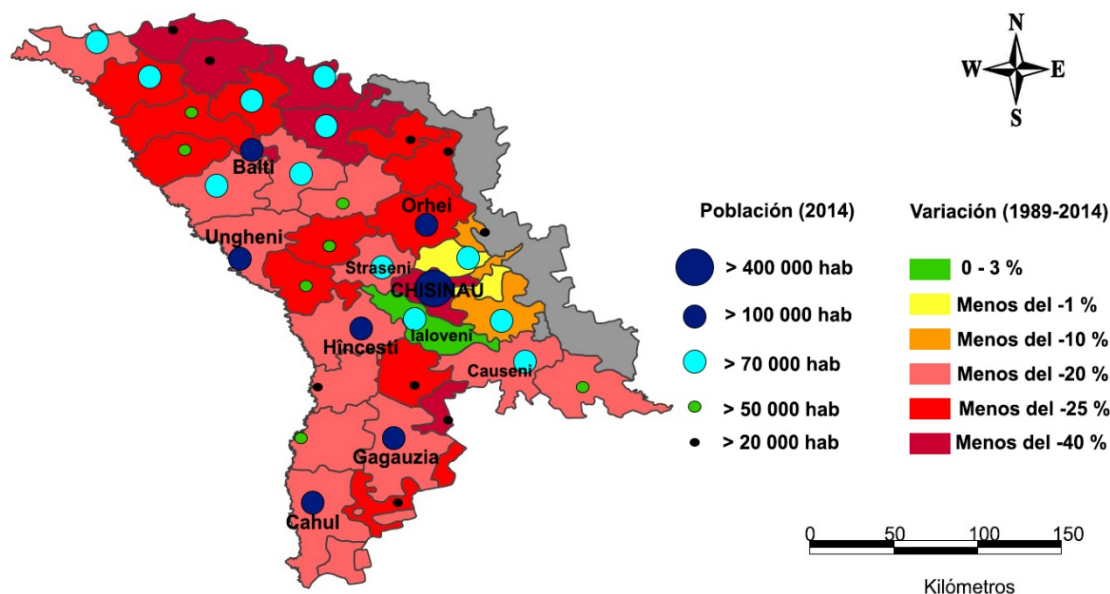 N
W
E
S
Balti
Orhei
Ungheni
Straseni
CHISINAU
Ialoveni
Hîncesti
Causeni
Gagauzia
Cahul
Población (2014)
> 400 000 hab
> 100 000 hab
> 70 000 hab
> 50 000 hab
> 20 000 hab
Variación (1989-2014)
0 - 3 %
Menos del -1 %
Menos del -10 %
Menos del -20 %
Menos del -25 %
Menos del -40 %
0 50 100 150
Kilómetros